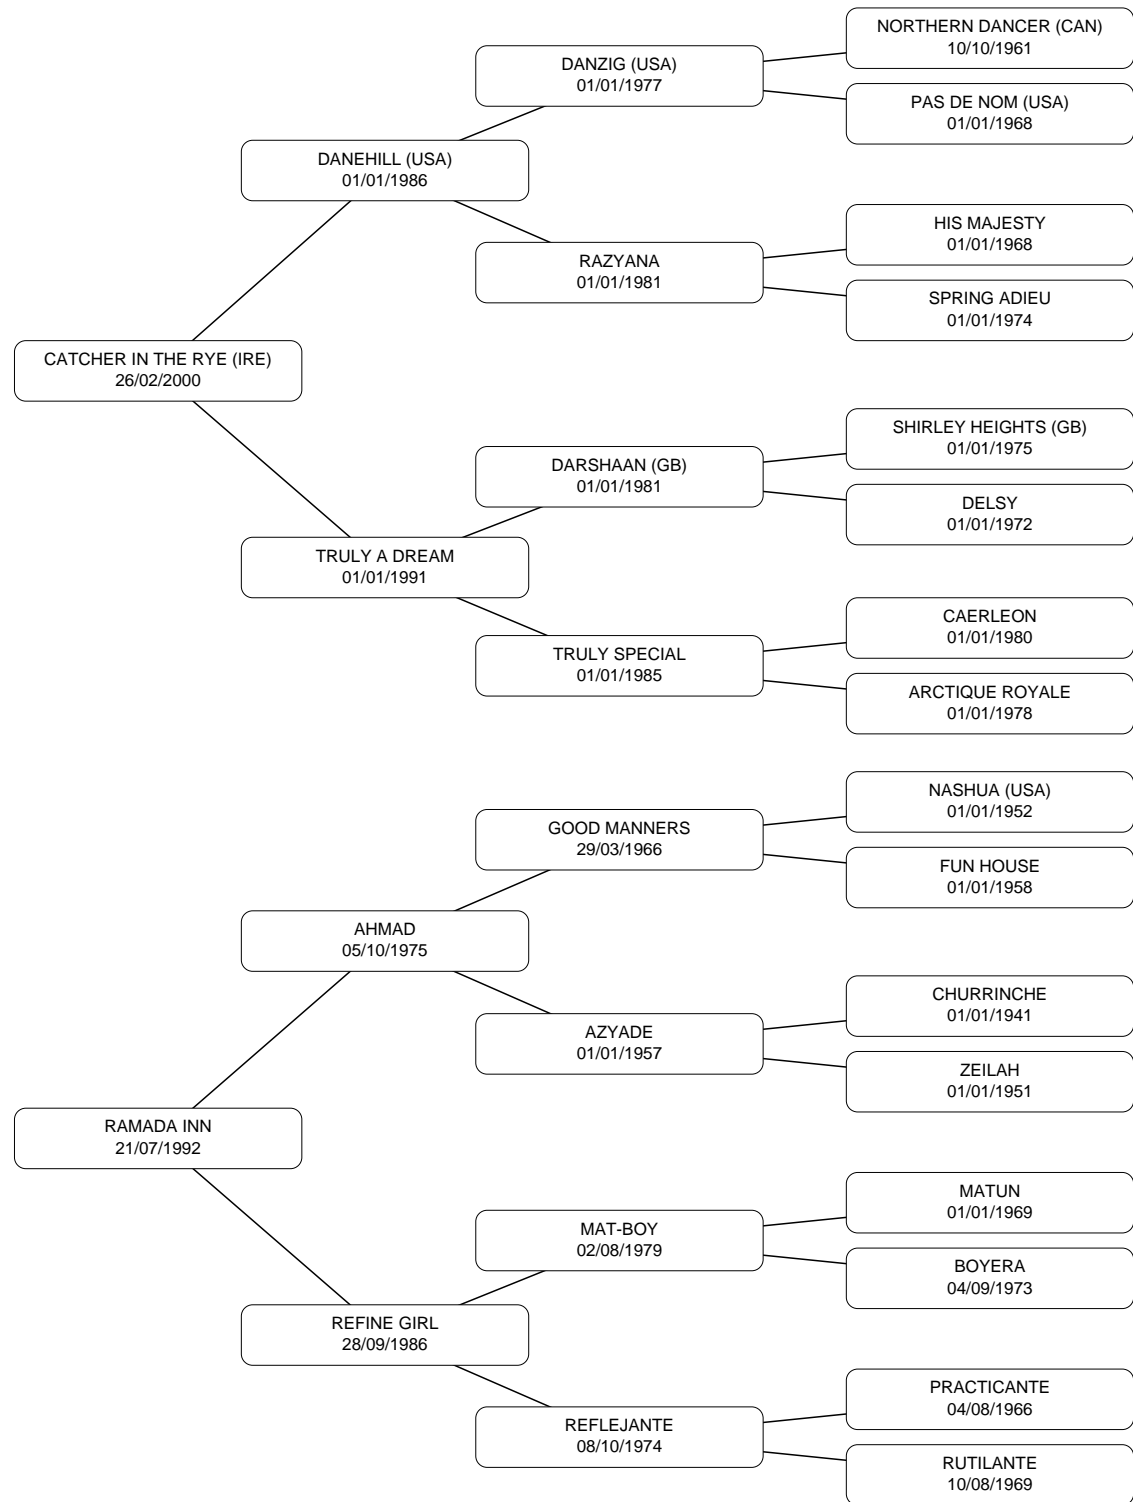 NORTHERN DANCER (CAN)
10/10/1961
DANZIG (USA)
01/01/1977
PAS DE NOM (USA)
01/01/1968
DANEHILL (USA)
01/01/1986
HIS MAJESTY
01/01/1968
RAZYANA
01/01/1981
SPRING ADIEU
01/01/1974
CATCHER IN THE RYE (IRE)
26/02/2000
SHIRLEY HEIGHTS (GB)
01/01/1975
DARSHAAN (GB)
01/01/1981
DELSY
01/01/1972
TRULY A DREAM
01/01/1991
CAERLEON
01/01/1980
TRULY SPECIAL
01/01/1985
ARCTIQUE ROYALE
01/01/1978
NASHUA (USA)
01/01/1952
GOOD MANNERS
29/03/1966
FUN HOUSE
01/01/1958
AHMAD
05/10/1975
CHURRINCHE
01/01/1941
AZYADE
01/01/1957
ZEILAH
01/01/1951
RAMADA INN
21/07/1992
MATUN
01/01/1969
MAT-BOY
02/08/1979
BOYERA
04/09/1973
REFINE GIRL
28/09/1986
PRACTICANTE
04/08/1966
REFLEJANTE
08/10/1974
RUTILANTE
10/08/1969